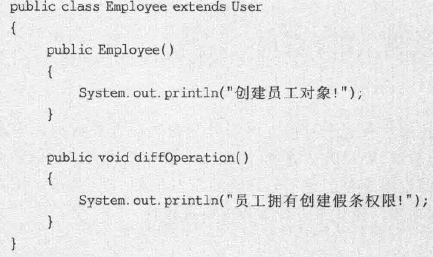 public class Employee extends User
{
public Employee()
{
System.out.println("创建员工对象!");
}
public void diffOperation()
{
System.out.println("员工拥有创建假条权限!");
}
}